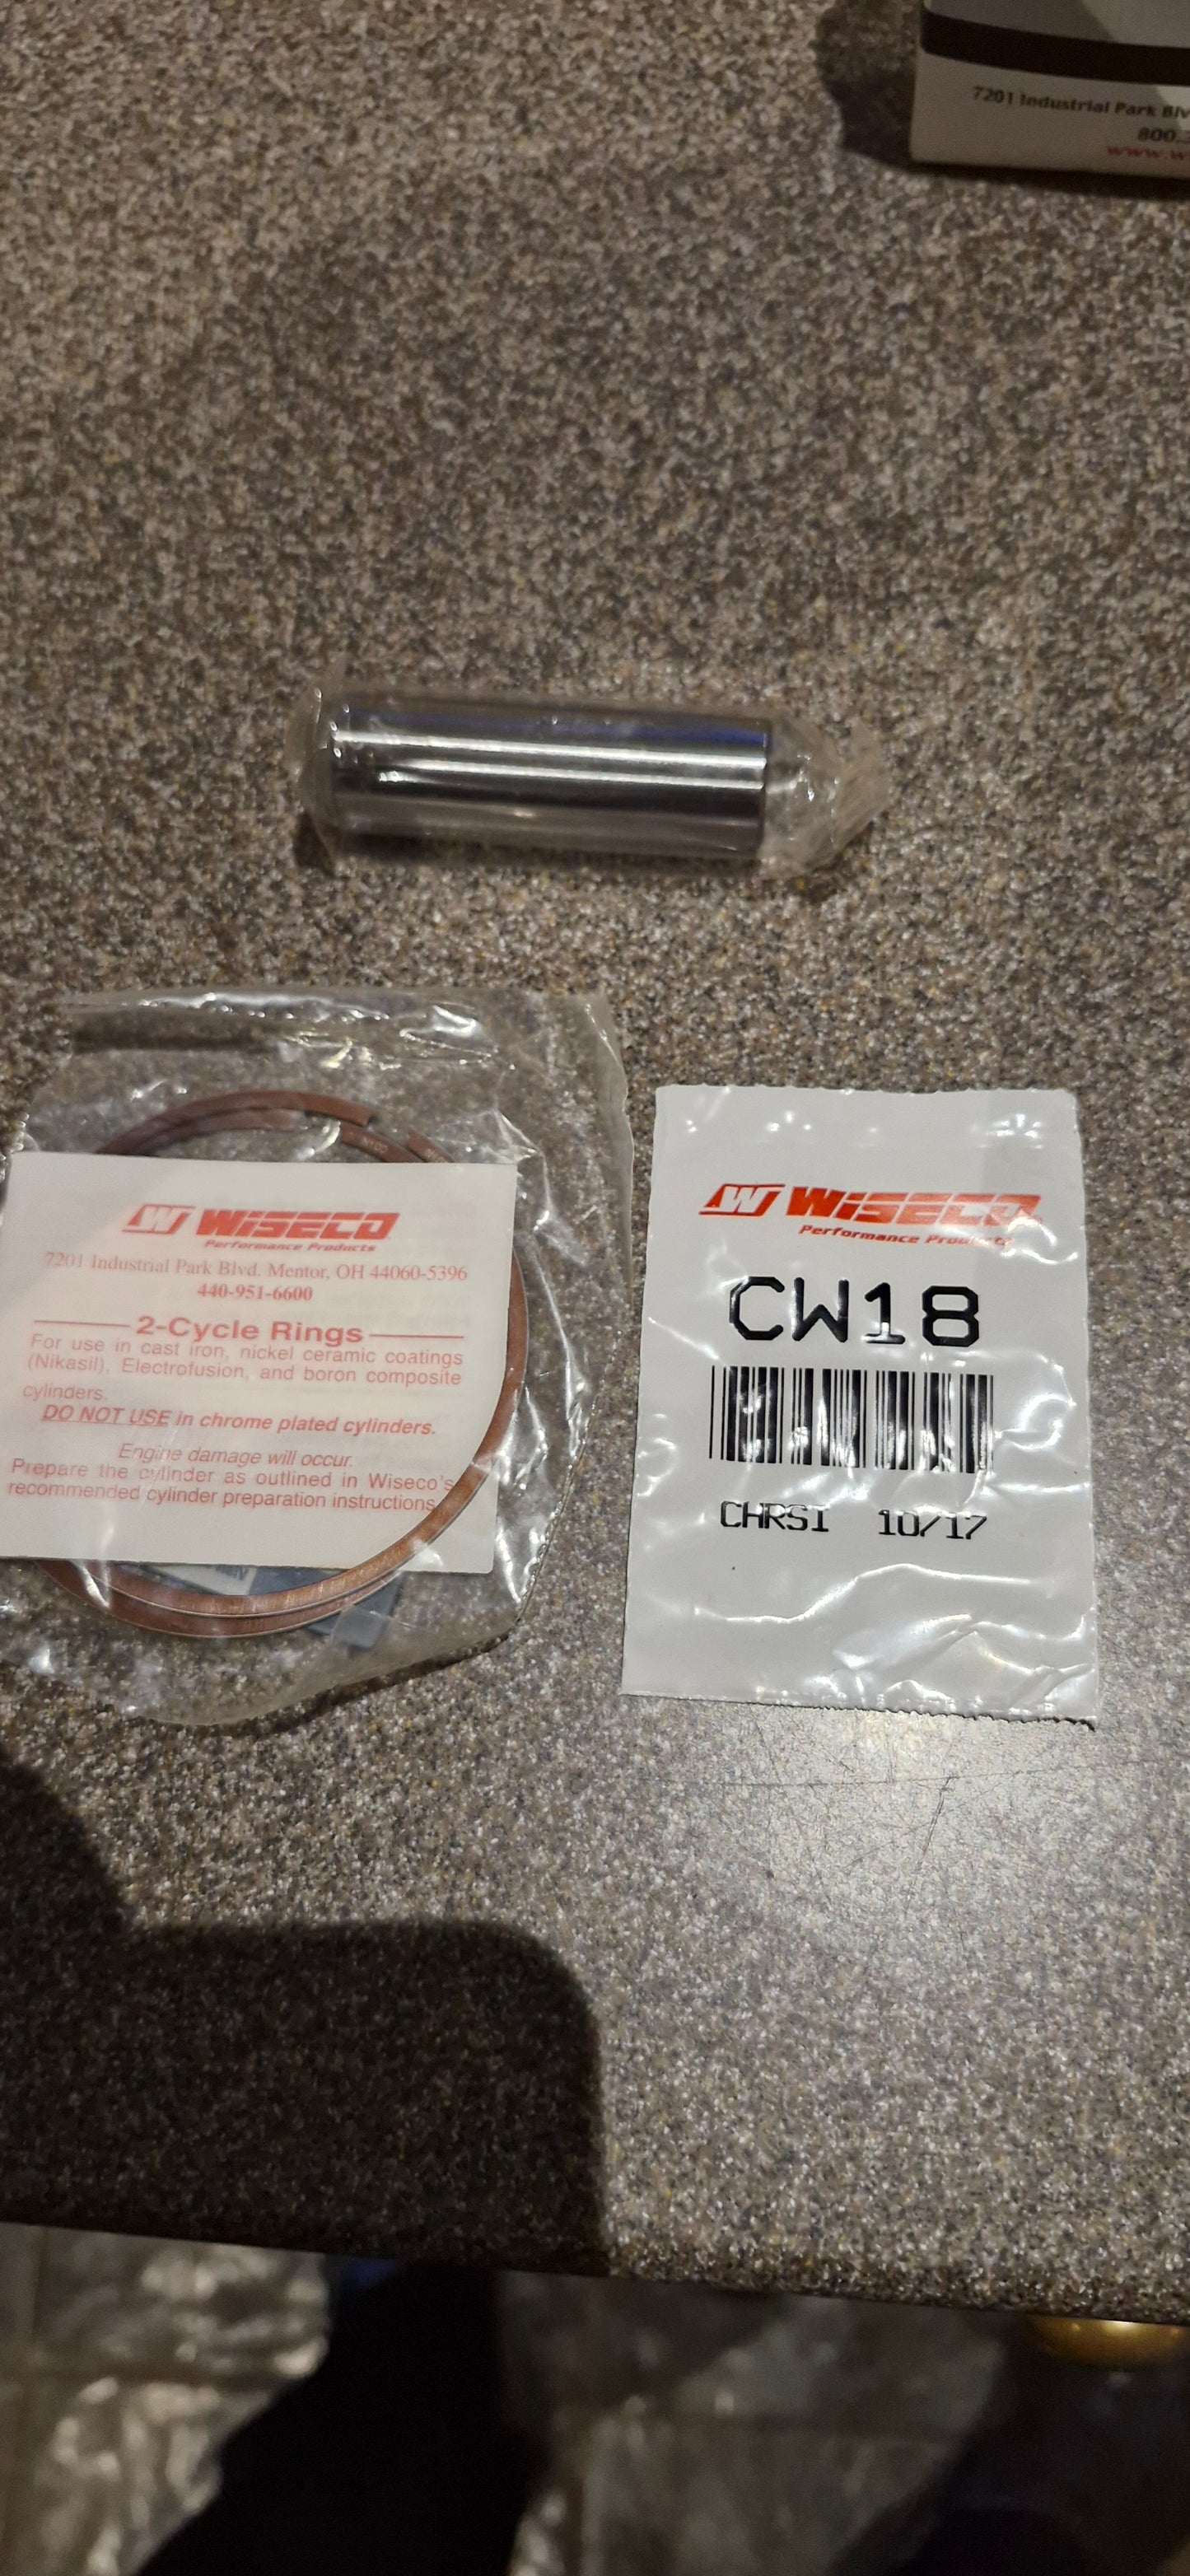 7201 Industrial Park
800.
www.w
WISECO
Performance Products
7201 Industrial Park Blvd. Mentor, OH 44060-5396
440-951-6600
2-Cycle Rings
For use in cast iron, nickel ceramic coatings
(Nikasil), Electrofusion, and boron composite
cylinders.
DO NOT USE in chrome plated cylinders.
Engine damage will occur.
Prepare the cylinder as outlined in Wiseco's
recommended cylinder preparation instructions.
WISECO
Performance Products
CW18
CHRSI 10/17